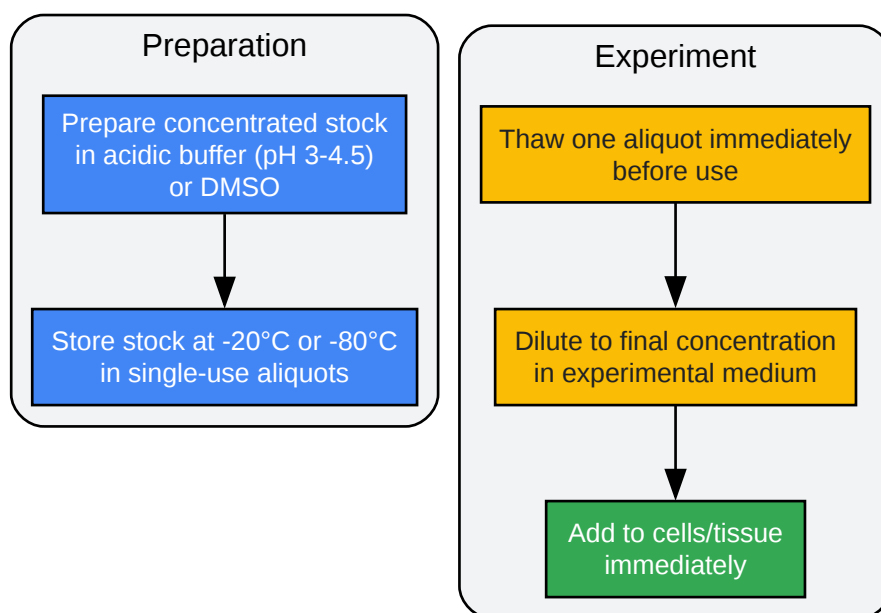 Preparation
Prepare concentrated stock
in acidic buffer (pH 3-4.5)
or DMSO
Store stock at -20°C or -80°C
in single-use aliquots
Experiment
Thaw one aliquot immediately
before use
Dilute to final concentration
in experimental medium
Add to cells/tissue
immediately